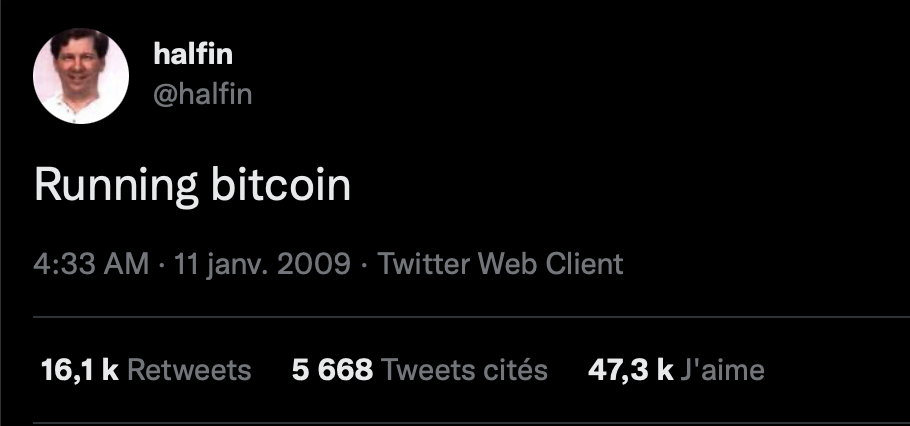 halfin
@halfin
Running bitcoin
4:33 AM · 11 janv. 2009 · Twitter Web Client
16,1 k Retweets 5 668 Tweets cités 47,3 k J'aime